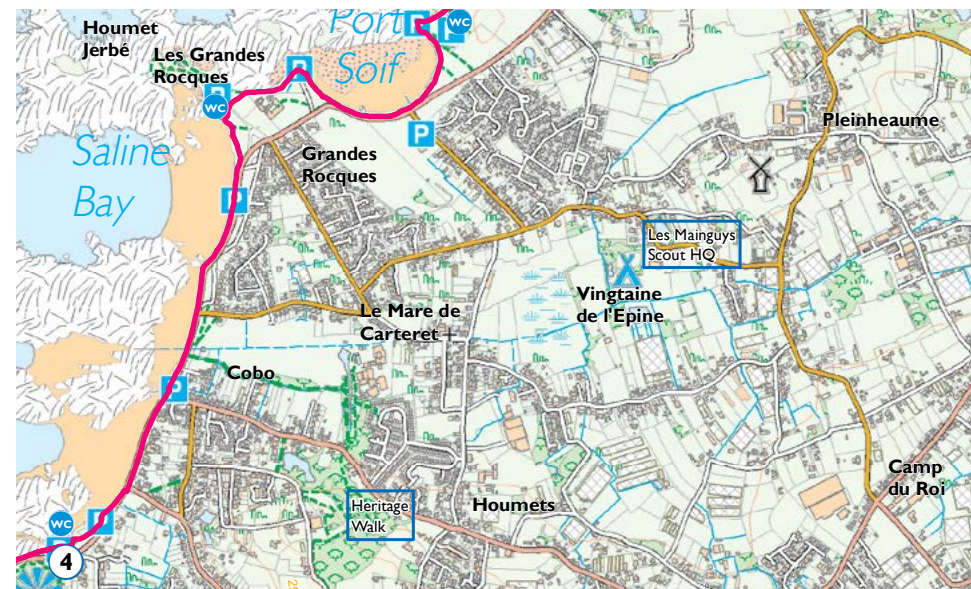 Houmet
Jerbé
Les Grandes
Rocques
Port
Soif
P
P
WC
P
WC
P
P
Saline
Bay
Grandes
Rocques
Pleinheaume
P
Les Mainguys
Scout HQ
Vingtaine
de l'Epine
Le Mare de
Carteret
Cobo
P
Camp
du Roi
Heritage
Walk
Houmets
WC
P
P
4